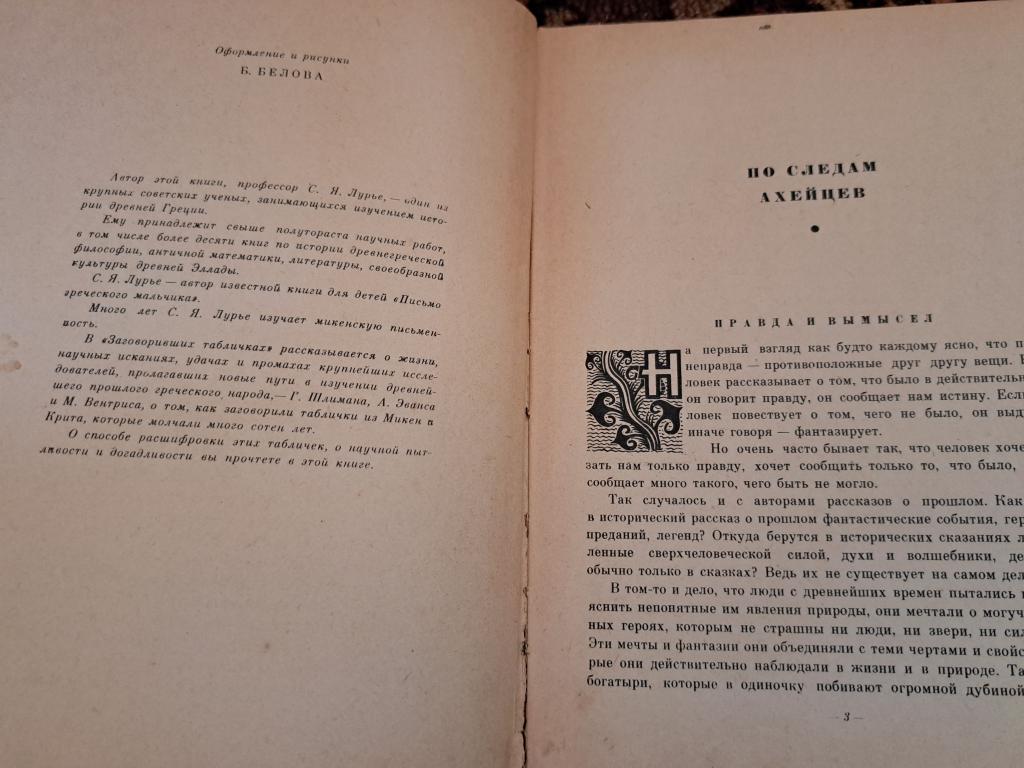 Оформление и рисунки
Б. БЕЛОВА
Автор этой книги, профессор С. Я. Лурье, — один из
крупных советских ученых, занимающихся изучением исто-
рии древней Греции.
Ему принадлежит свыше полутораста научных работ,
в том числе более десяти книг по истории древнегреческой
философии, античной математики, литературы, своеобразной
культуры древней Эллады.
С. Я. Лурье — автор известной книги для детей «Письмо
греческого мальчика».
Много лет С. Я. Лурье изучает микенскую письмен-
ность.
В «Заговоривших табличках» рассказывается о жизни,
научных исканиях, удачах и промахах крупнейших иссле-
дователей, пролагавших новые пути в изучении древней-
шего прошлого греческого народа, — Г. Шлимана, А. Эванса
и М. Вентриса, о том, как заговорили таблички из Микен и
Крита, которые молчали много сотен лет.
О способе расшифровки этих табличек, о научной пыт-
ливости и догадливости вы прочтете в этой книге.
ПО СЛЕДАМ
АХЕЙЦЕВ
ПРАВДА И ВЫМЫСЕЛ
На первый взгляд как будто каждому ясно, что п
неправда — противоположные друг другу вещи. Е
ловек рассказывает о том, что было в действительн
он говорит правду, он сообщает нам истину. Если
ловек повествует о том, чего не было, он выд
иначе говоря — фантазирует.
Но очень часто бывает так, что человек хоче
зать нам только правду, хочет сообщить только то, что было,
сообщает много такого, чего быть не могло.
Так случалось и с авторами рассказов о прошлом. Как
в исторический рассказ о прошлом фантастические события, гер
преданий, легенд? Откуда берутся в исторических сказаниях л
ленные сверхчеловеческой силой, духи и волшебники, де
обычно только в сказках? Ведь их не существует на самом дел
В том-то и дело, что люди с древнейших времен пытались
яснить непонятные им явления природы, они мечтали о могуч
ных героях, которым не страшны ни люди, ни звери, ни сил
Эти мечты и фантазии они объединяли с теми чертами и свойс
рые они действительно наблюдали в жизни и в природе. Та
богатыри, которые в одиночку побивают огромной дубиной
— 3 —